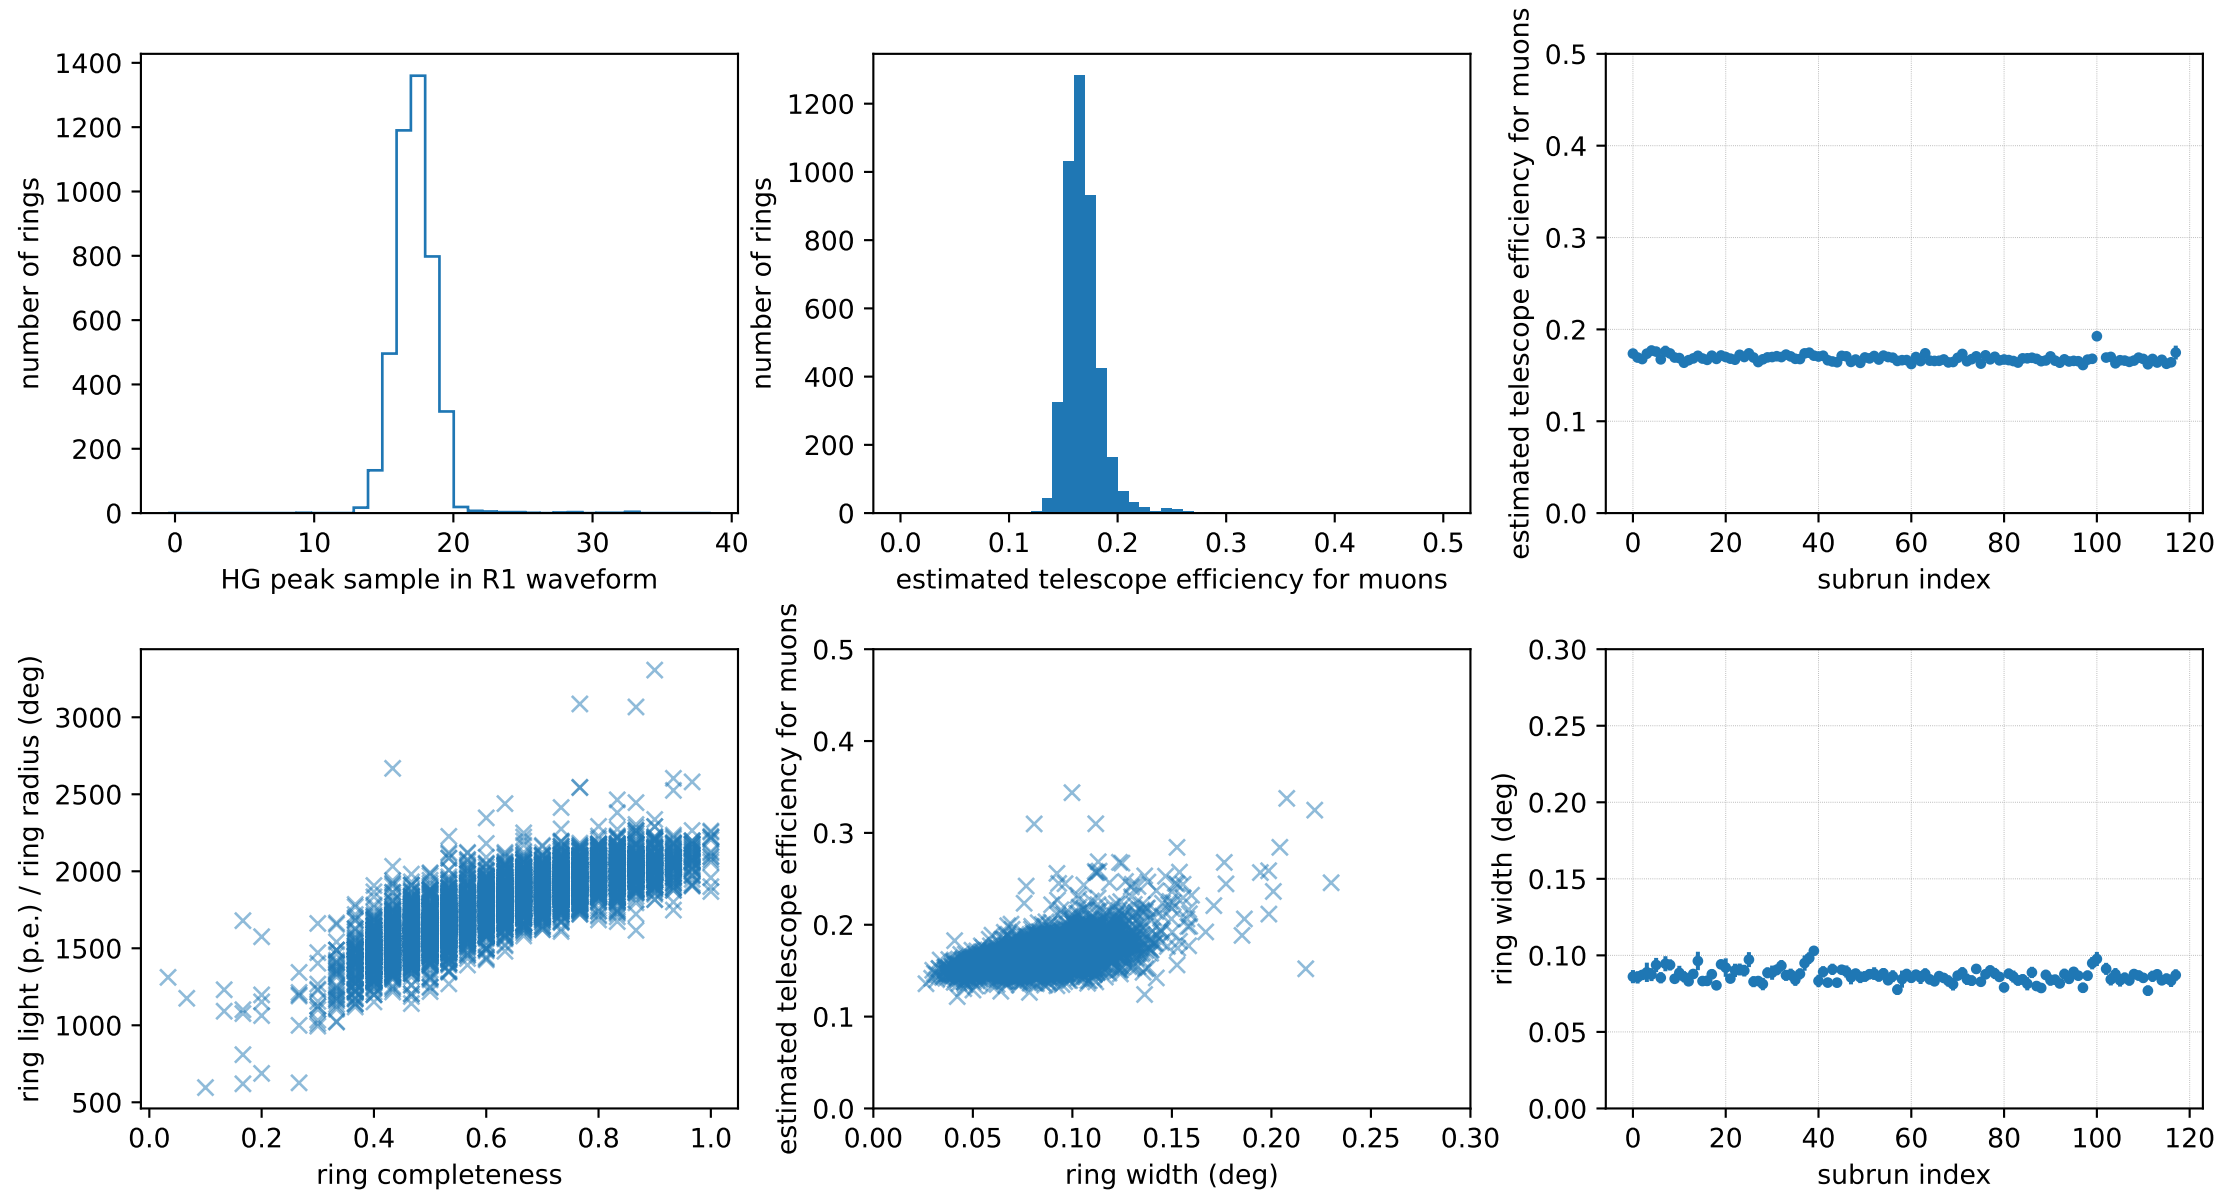 1400
1200
1000
800
600
400
200
0
number of rings
0 10 20 30 40
HG peak sample in R1 waveform
1200
1000
800
600
400
200
0
number of rings
0.0 0.1 0.2 0.3 0.4 0.5
estimated telescope efficiency for muons
0.5
0.4
0.3
0.2
0.1
0.0
estimated telescope efficiency for muons
0 20 40 60 80 100 120
subrun index
3000
2500
2000
1500
1000
500
ring light (p.e.) / ring radius (deg)
0.0 0.2 0.4 0.6 0.8 1.0
ring completeness
0.5
0.4
0.3
0.2
0.1
0.0
estimated telescope efficiency for muons
0.00 0.05 0.10 0.15 0.20 0.25 0.30
ring width (deg)
0.30
0.25
0.20
0.15
0.10
0.05
0.00
ring width (deg)
0 20 40 60 80 100 120
subrun index